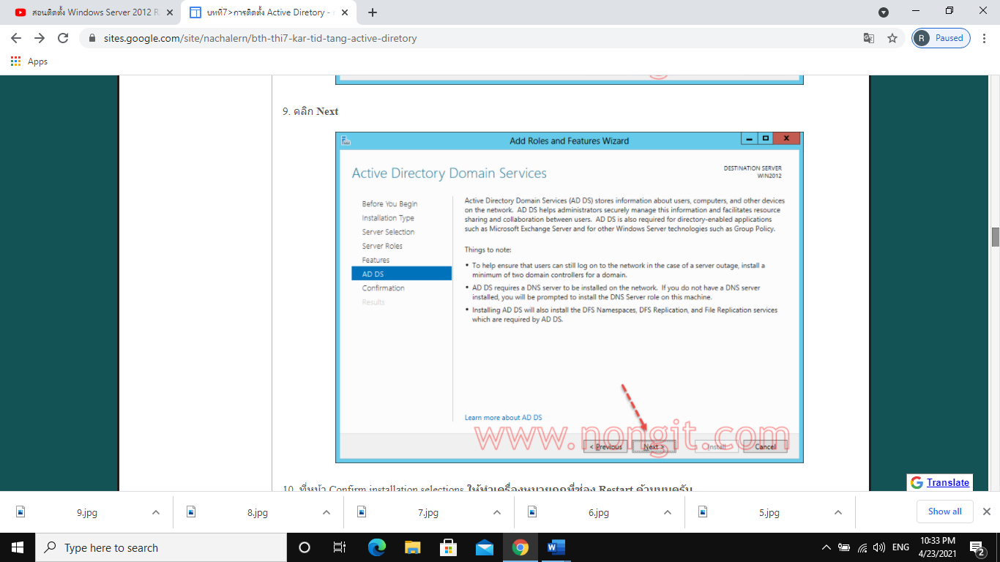 สอนติดตั้ง Windows Server 2012 R
บทที่7>การติดตั้ง Active Diretory -
sites.google.com/site/nachalern/bth-thi7-kar-tid-tang-active-diretory
R Paused
Apps
9. คลิก Next
Add Roles and Features Wizard
Active Directory Domain Services
DESTINATION SERVER
WIN2012
Before You Begin
Installation Type
Server Selection
Server Roles
Features
AD DS
Confirmation
Results
Active Directory Domain Services (AD DS) stores information about users, computers, and other devices
on the network. AD DS helps administrators securely manage this information and facilitates resource
sharing and collaboration between users. AD DS is also required for directory-enabled applications
such as Microsoft Exchange Server and for other Windows Server technologies such as Group Policy.
Things to note:
• To help ensure that users can still log on to the network in the case of a server outage, install a
minimum of two domain controllers for a domain.
• AD DS requires a DNS server to be installed on the network. If you do not have a DNS server
installed, you will be prompted to install the DNS Server role on this machine.
• Installing AD DS will also install the DFS Namespaces, DFS Replication, and File Replication services
which are required by AD DS.
Learn more about AD DS
www.nongit.com
< Previous
Next >
Install
Cancel
10. ที่หน้า Confirm installation selections ให้ทำเครื่องหมายถูกที่ช่อง Restart ด้านบนครับ
Translate
9.jpg
8.jpg
7.jpg
6.jpg
5.jpg
Show all
Type here to search
ENG
10:33 PM
4/23/2021
2